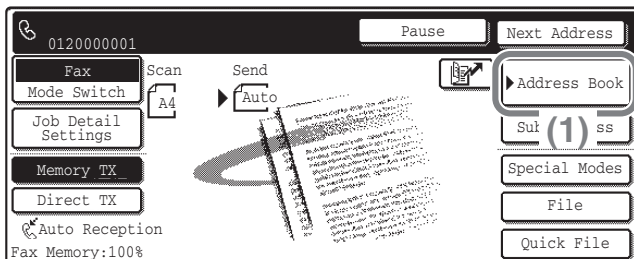 0120000001
Pause
Next Address
Fax
Mode Switch
Scan
A4
Send
Auto
Address Book
Job Detail
Settings
(1)
Memory TX
Special Modes
Direct TX
File
Auto Reception
Fax Memory:100%
Quick File